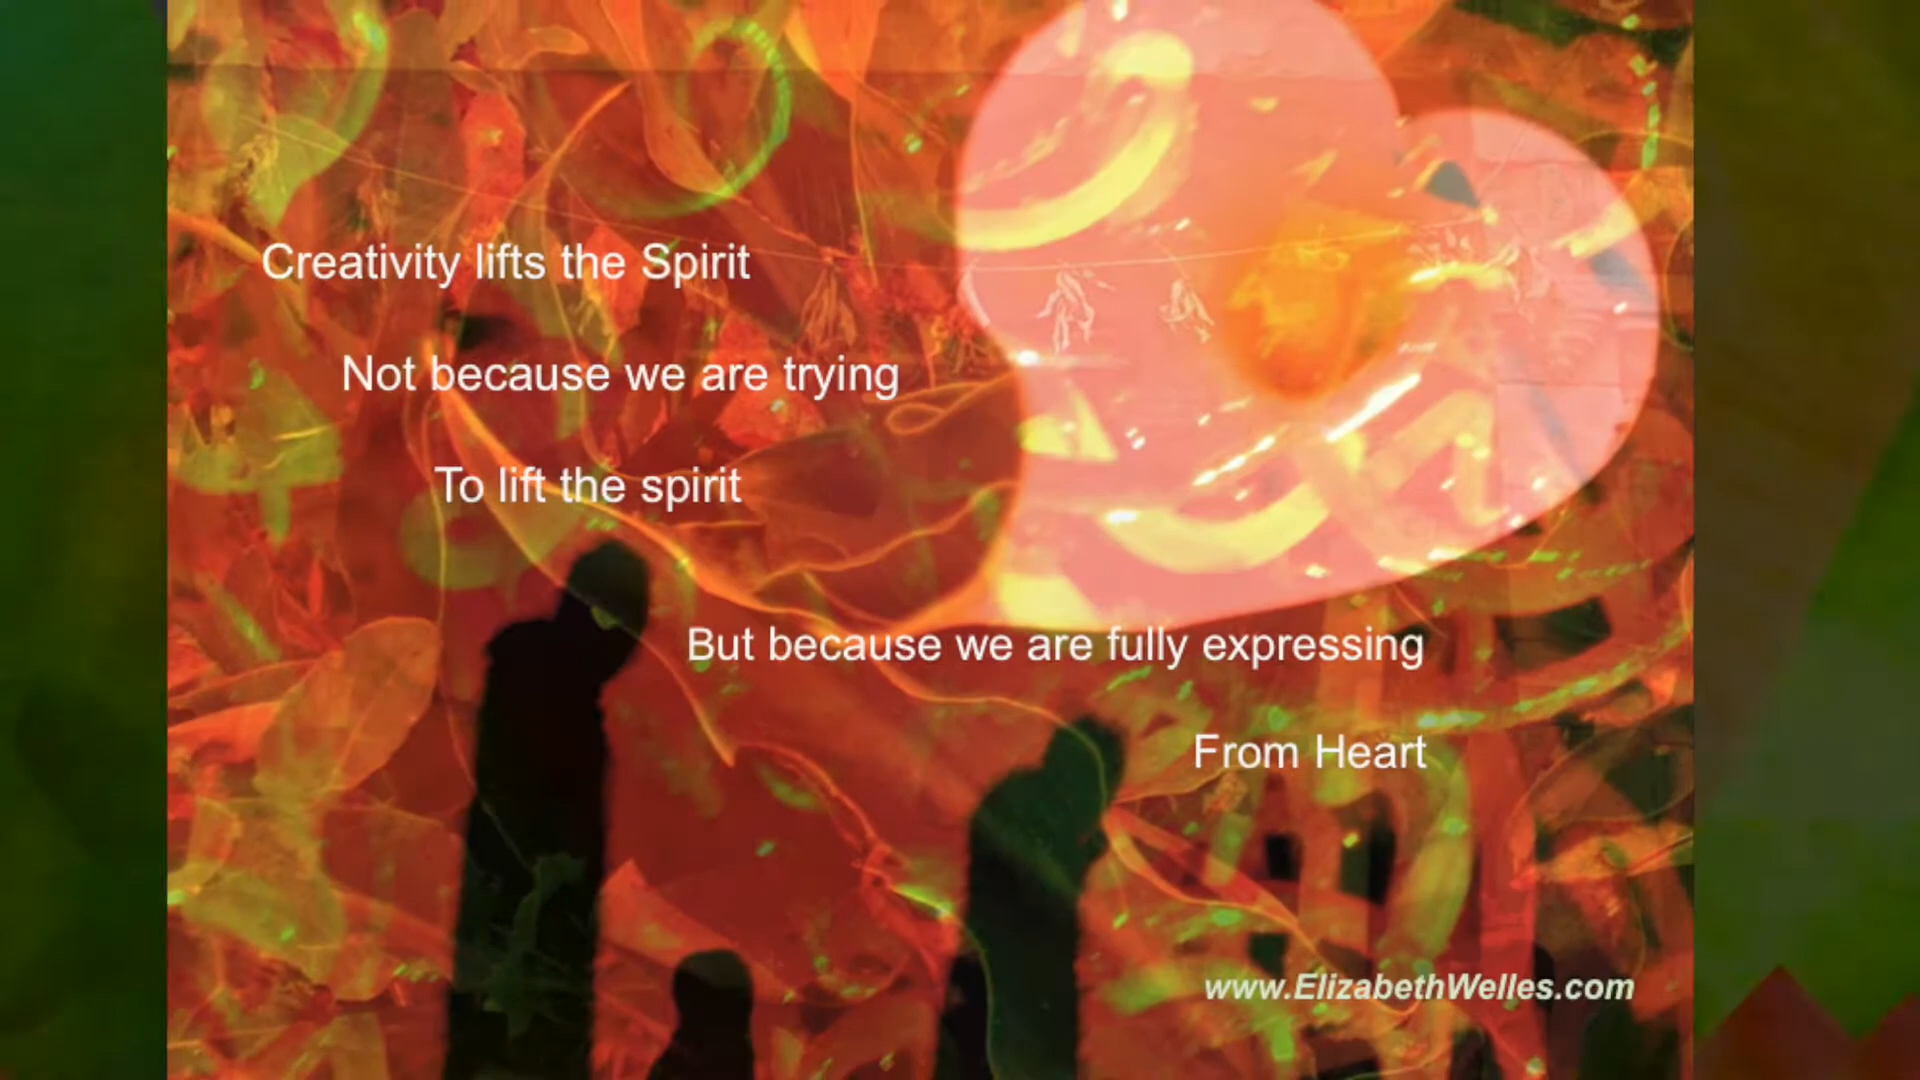 Creativity lifts the Spirit
Not because we are trying
To lift the spirit
But because we are fully expressing
From Heart
www.ElizabethWelles.com